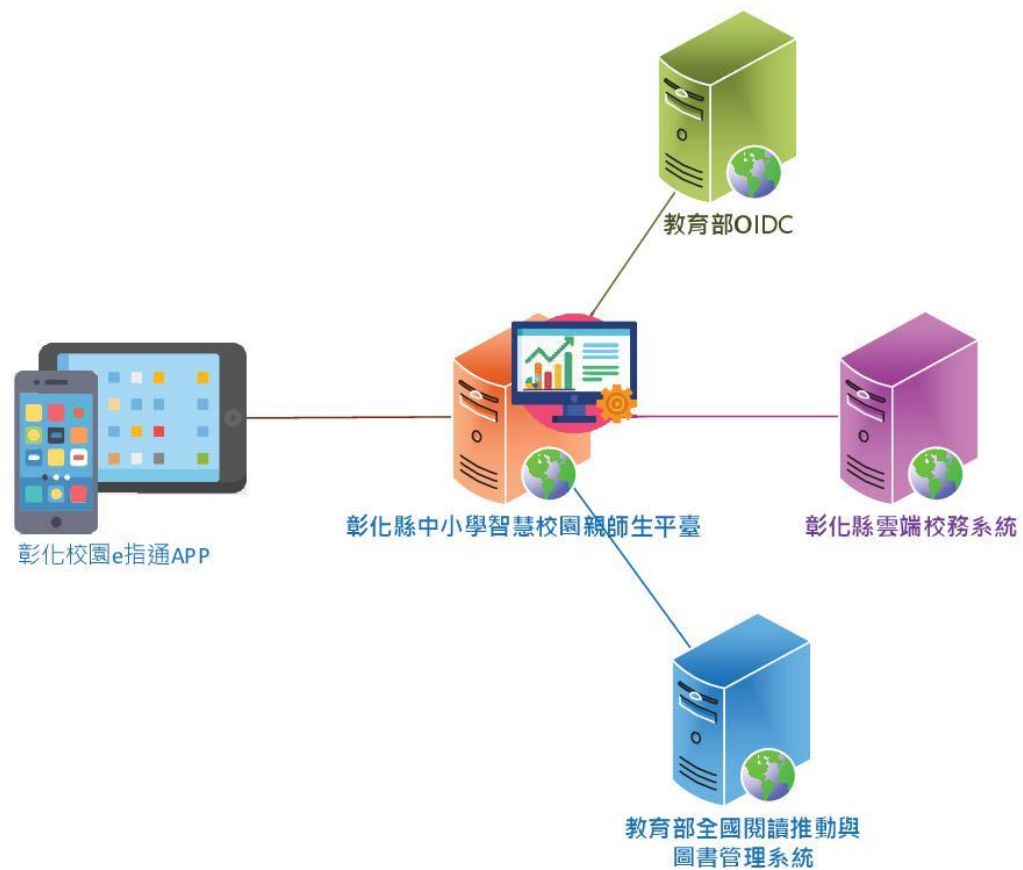 教育部OIDC
彰化校園e指通APP
彰化縣中小學智慧校園親師生平臺
彰化縣雲端校務系統
教育部全國閱讀推動與
圖書管理系統